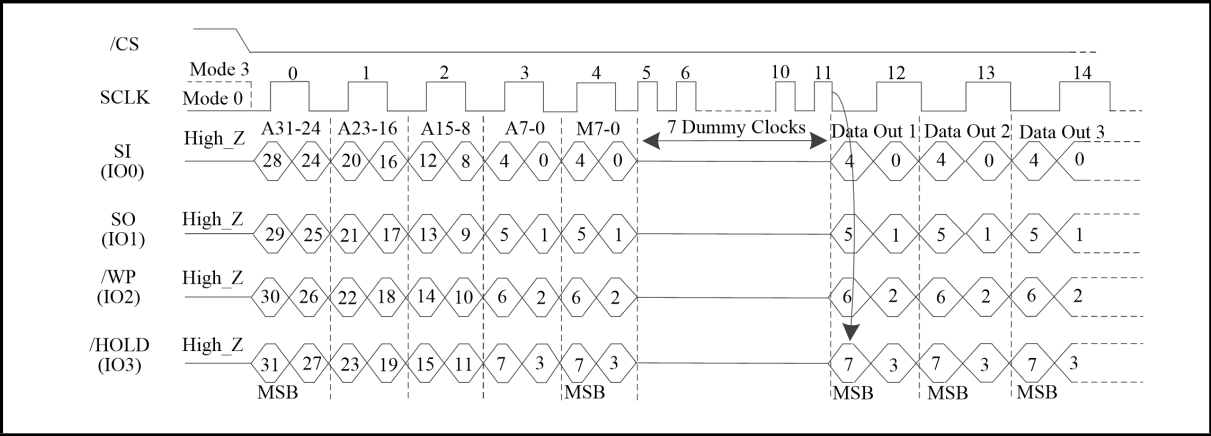 /CS
Mode 3 0 1 2 3 4 5 6 10 11 12 13 14
SCLK Mode 0
A31-24 A23-16 A15-8 A7-0 M7-0 7 Dummy Clocks Data Out 1 Data Out 2 Data Out 3
High_Z
SI
(IO0)
28 24 20 16 12 8 4 0 4 0 4 0 4 0 4 0
High_Z
SO
(IO1)
29 25 21 17 13 9 5 1 5 1 5 1 5 1 5 1
High_Z
/WP
(IO2)
30 26 22 18 14 10 6 2 6 2 6 2 6 2 6 2
High_Z
/HOLD
(IO3)
31 27 23 19 15 11 7 3 7 3 7 3 7 3 7 3
MSB MSB MSB MSB MSB